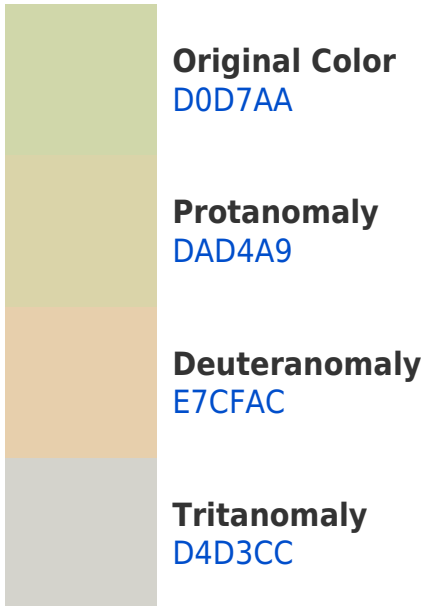 Original Color
D0D7AA
Protanomaly
DAD4A9
Deuteranomaly
E7CFAC
Tritanomaly
D4D3CC